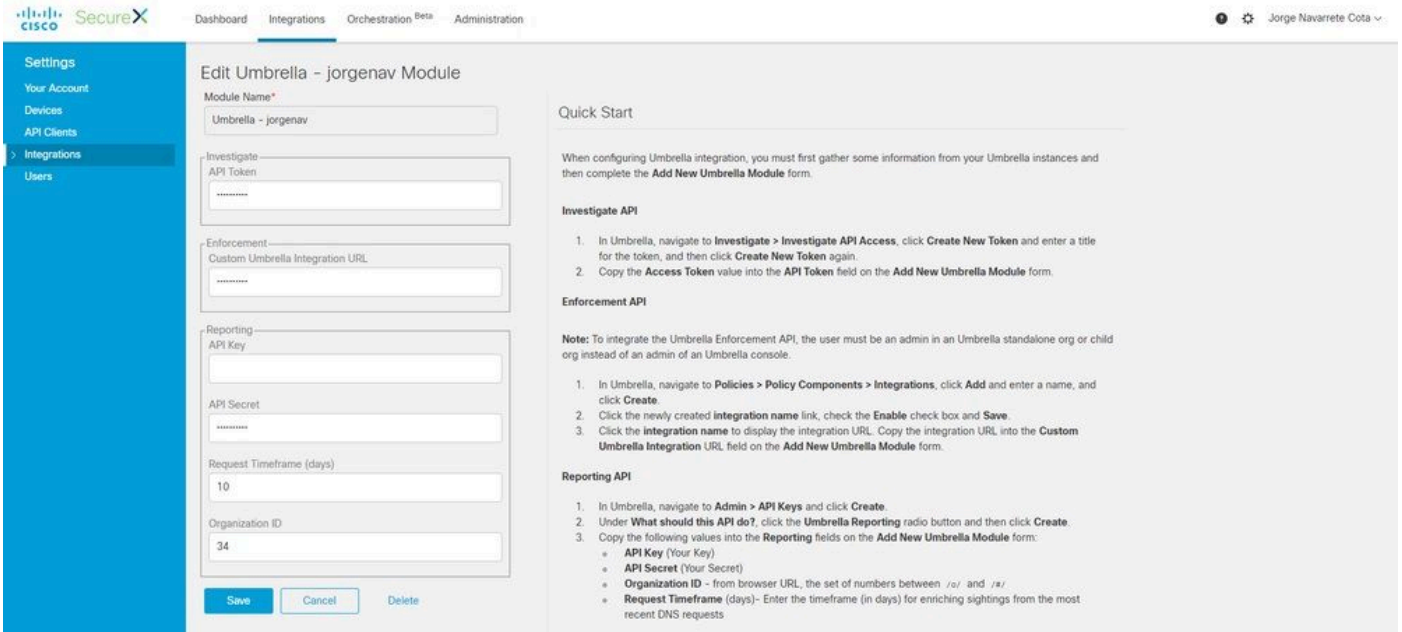 CISCO
SecureX
Dashboard
Integrations
Orchestration Beta
Administration
Jorge Navarrete Cota
Settings
Your Account
Devices
API Clients
Integrations
Users
Edit Umbrella - jorgenav Module
Module Name*
Umbrella - jorgenav
Investigate
API Token
Enforcement
Custom Umbrella Integration URL
Reporting
API Key
API Secret
Request Timeframe (days)
10
Organization ID
34
Save
Cancel
Delete
Quick Start
When configuring Umbrella integration, you must first gather some information from your Umbrella instances and
then complete the Add New Umbrella Module form.
Investigate API
1. In Umbrella, navigate to Investigate > Investigate API Access, click Create New Token and enter a title
for the token, and then click Create New Token again.
2. Copy the Access Token value into the API Token field on the Add New Umbrella Module form.
Enforcement API
Note: To integrate the Umbrella Enforcement API, the user must be an admin in an Umbrella standalone org or child
org instead of an admin of an Umbrella console.
1. In Umbrella, navigate to Policies > Policy Components > Integrations, click Add and enter a name, and
click Create.
2. Click the newly created integration name link, check the Enable check box and Save.
3. Click the integration name to display the integration URL. Copy the integration URL into the Custom
Umbrella Integration URL field on the Add New Umbrella Module form.
Reporting API
1. In Umbrella, navigate to Admin > API Keys and click Create.
2. Under What should this API do?, click the Umbrella Reporting radio button and then click Create.
3. Copy the following values into the Reporting fields on the Add New Umbrella Module form:
API Key (Your Key)
API Secret (Your Secret)
Organization ID - from browser URL, the set of numbers between /o/ and /#/
Request Timeframe (days)- Enter the timeframe (in days) for enriching sightings from the most
recent DNS requests